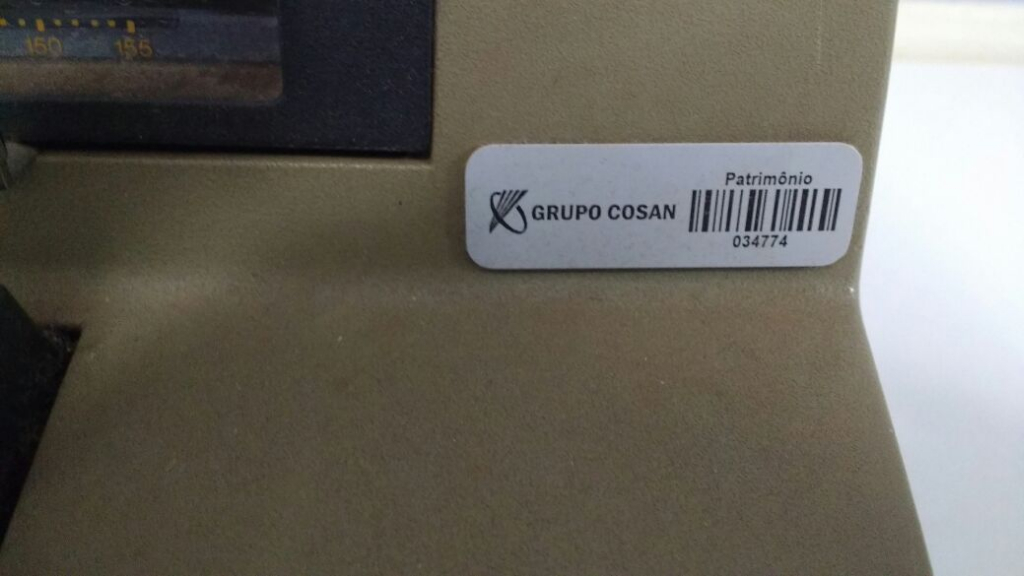 150 155
Patrimônio
GRUPO COSAN
034774